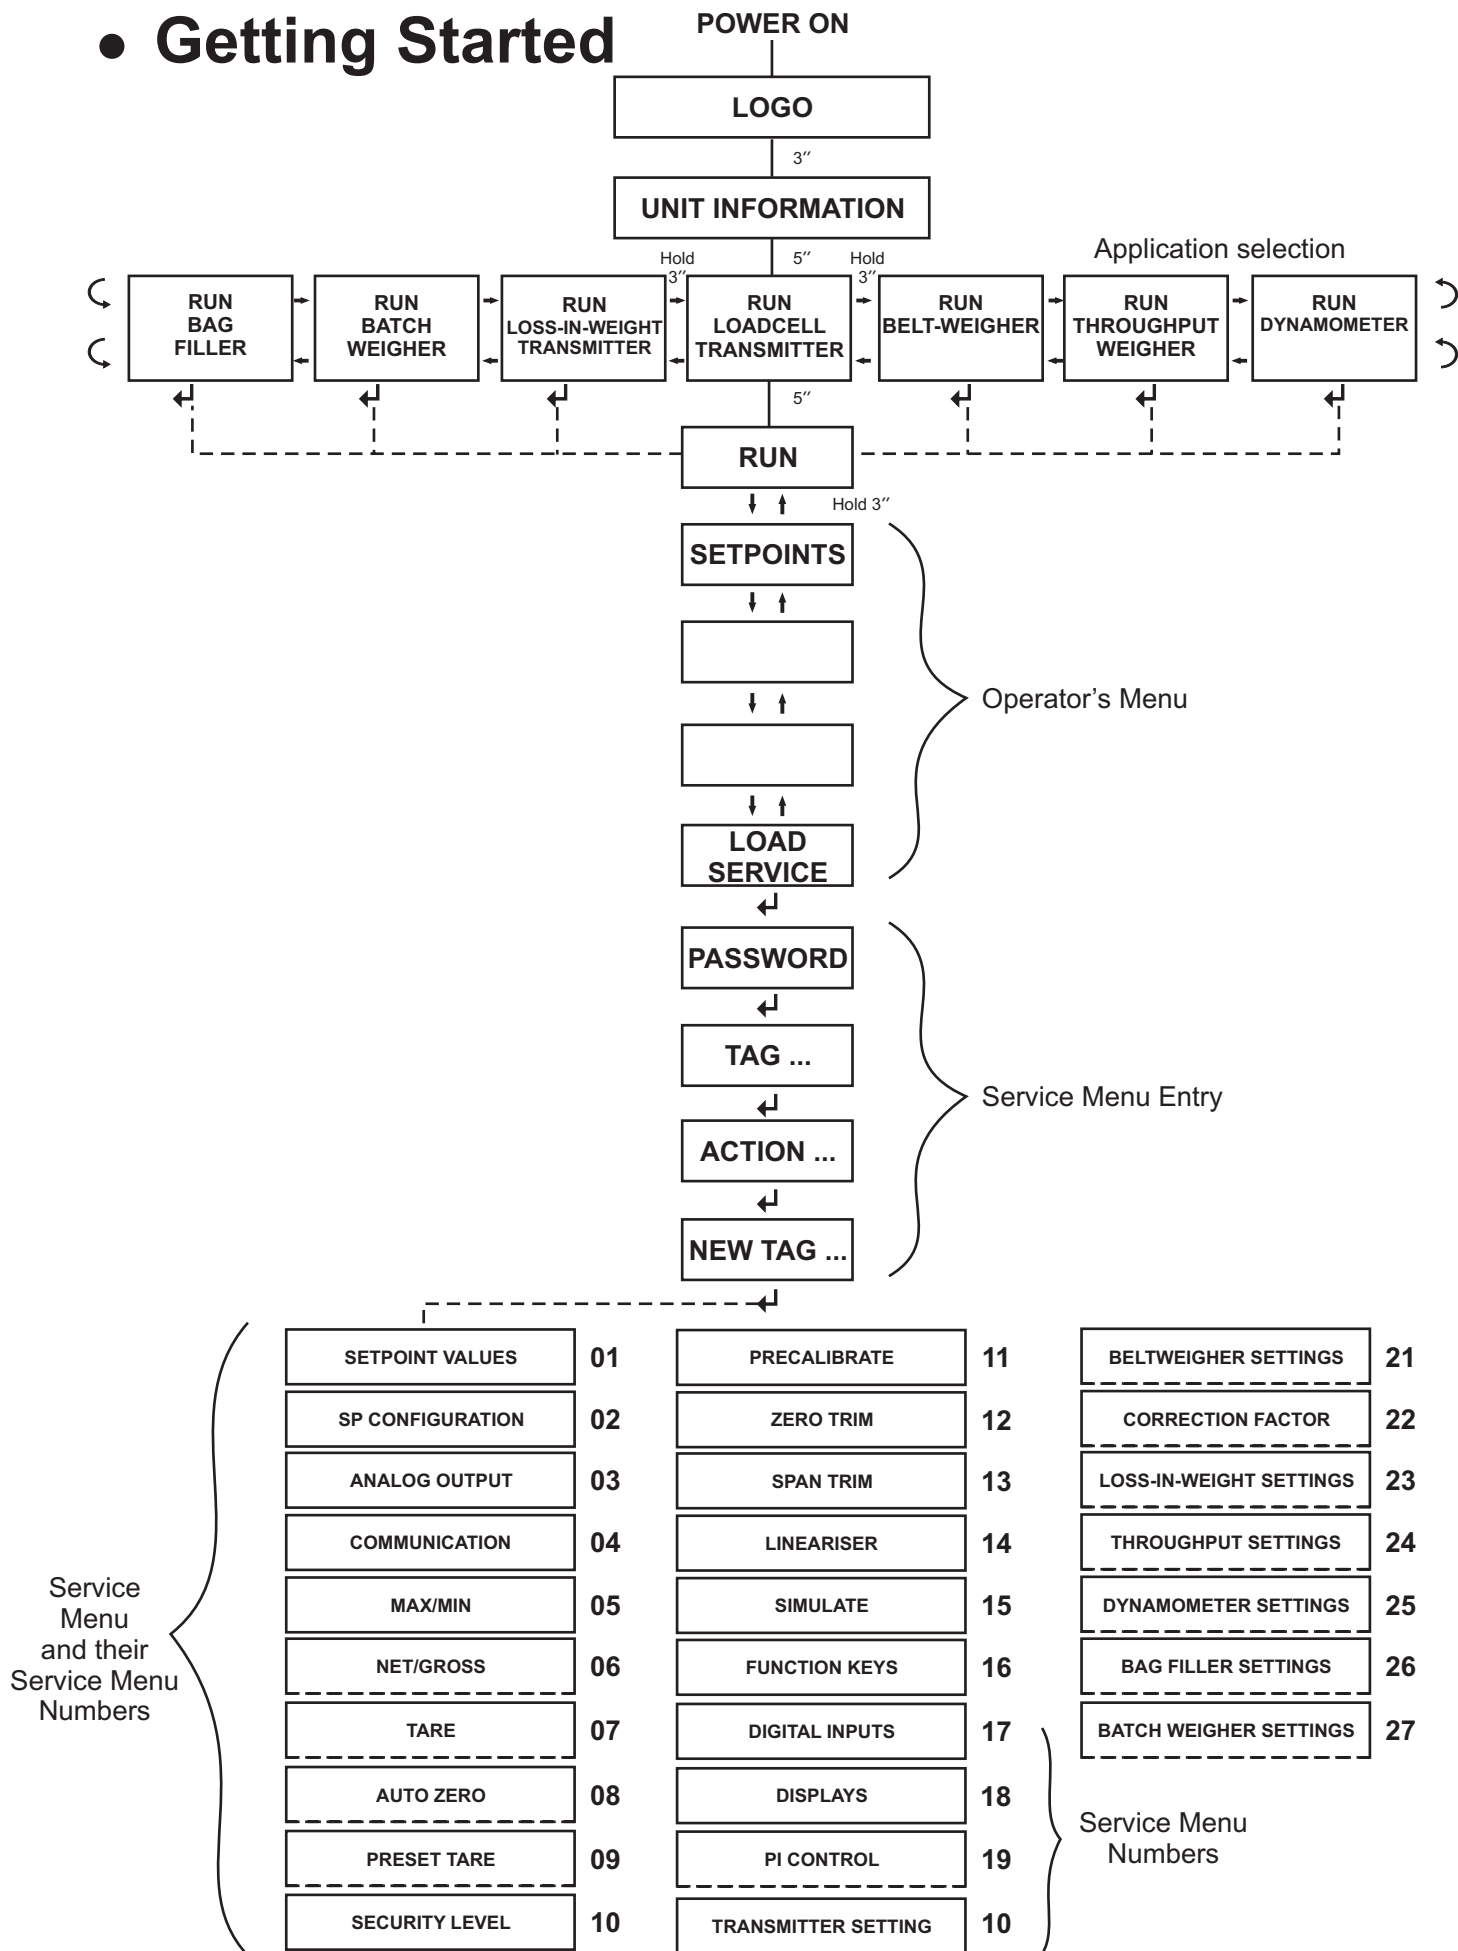 • Getting Started
POWER ON
LOGO
3″
UNIT INFORMATION
Hold
3″
5″
Hold
3″
Application selection
RUN
BAG
FILLER
RUN
BATCH
WEIGHER
RUN
LOSS-IN-WEIGHT
TRANSMITTER
RUN
LOADCELL
TRANSMITTER
RUN
BELT-WEIGHER
RUN
THROUGHPUT
WEIGHER
RUN
DYNAMOMETER
5″
RUN
Hold 3″
SETPOINTS
Operator’s Menu
LOAD
SERVICE
PASSWORD
TAG ...
Service Menu Entry
ACTION ...
NEW TAG ...
Service
Menu
and their
Service Menu
Numbers
SETPOINT VALUES 01
SP CONFIGURATION 02
ANALOG OUTPUT 03
COMMUNICATION 04
MAX/MIN 05
NET/GROSS 06
TARE 07
AUTO ZERO 08
PRESET TARE 09
SECURITY LEVEL 10
PRECALIBRATE 11
ZERO TRIM 12
SPAN TRIM 13
LINEARISER 14
SIMULATE 15
FUNCTION KEYS 16
DIGITAL INPUTS 17
DISPLAYS 18
PI CONTROL 19
TRANSMITTER SETTING 10
BELTWEIGHER SETTINGS 21
CORRECTION FACTOR 22
LOSS-IN-WEIGHT SETTINGS 23
THROUGHPUT SETTINGS 24
DYNAMOMETER SETTINGS 25
BAG FILLER SETTINGS 26
BATCH WEIGHER SETTINGS 27
Service Menu
Numbers